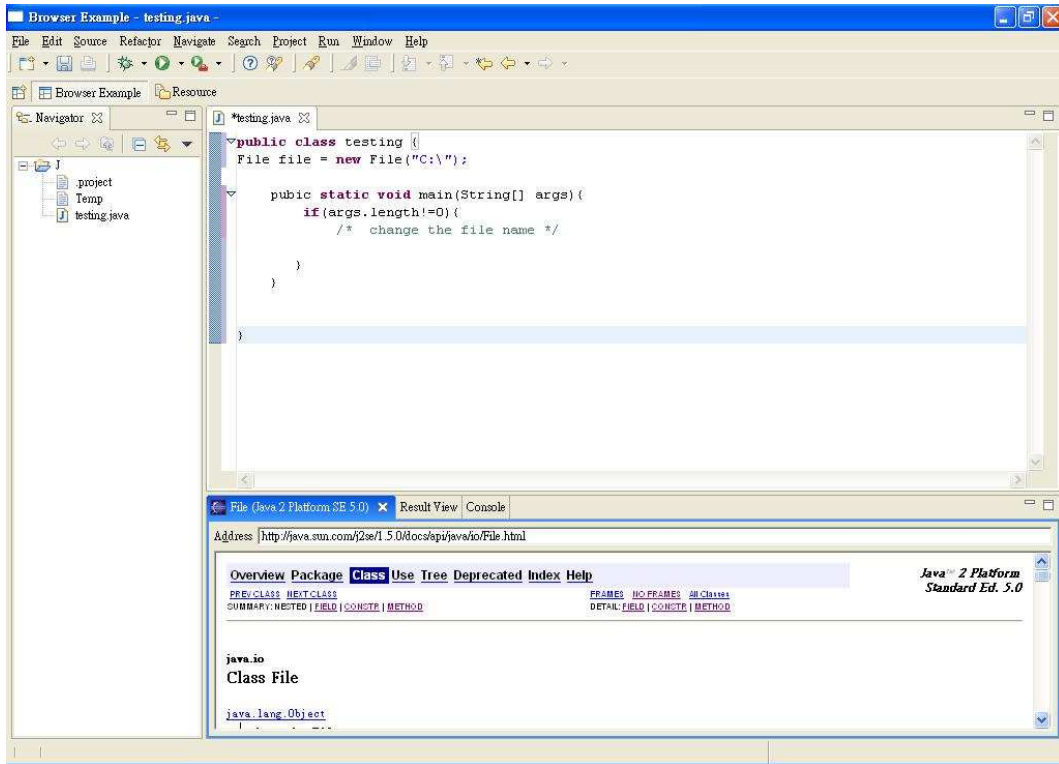 Browser Example - testing.java -
File Edit Source Refactor Navigate Search Project Run Window Help
Browser Example Resource
Navigator
J
.project
Temp
testing.java
*testing.java
public class testing {
File file = new File("C:\");
pubic static void main(String[] args){
if(args.length!=0){
/* change the file name */
}
}
}
File (Java 2 Platform SE 5.0) Result View Console
Address http://java.sun.com/j2se/1.5.0/docs/api/java/io/File.html
Overview Package Class Use Tree Deprecated Index Help
Java™ 2 Platform
Standard Ed. 5.0
PREV CLASS NEXT CLASS
FRAMES NO FRAMES All Classes
SUMMARY: NESTED | FIELD | CONSTR | METHOD
DETAIL: FIELD | CONSTR | METHOD
java.io
Class File
java.lang.Object